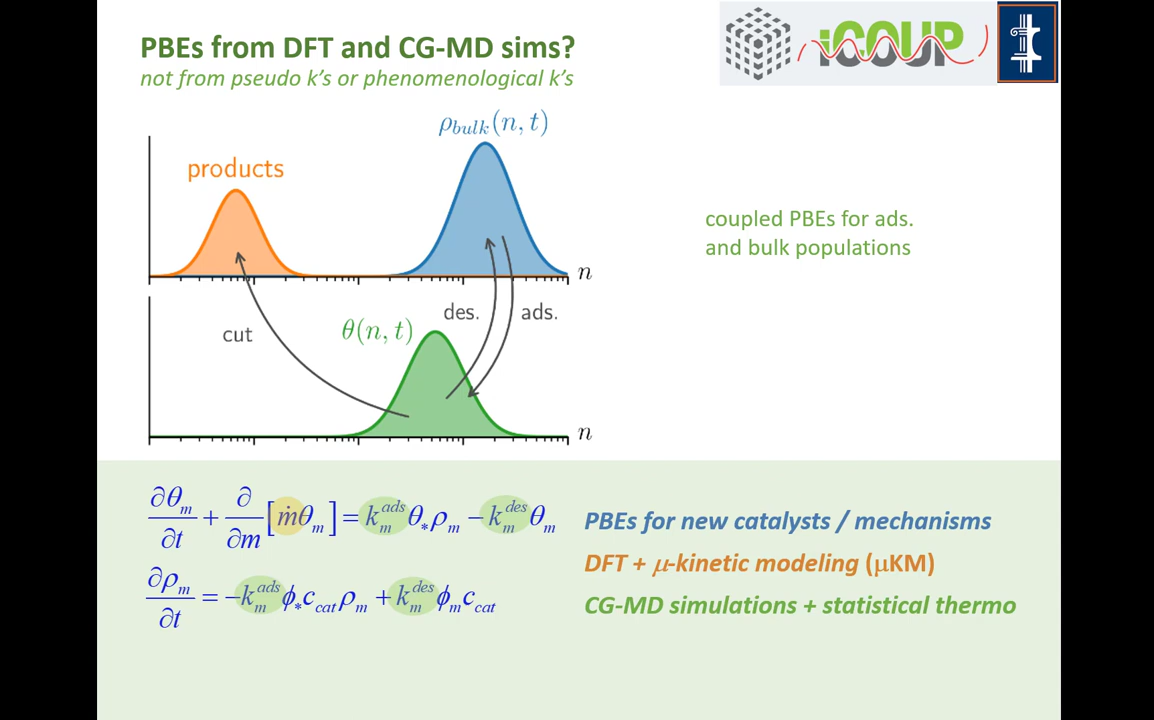 PBEs from DFT and CG-MD sims?
not from pseudo k's or phenomenological k's
iCOUP
ρ_bulk(n, t)
products
coupled PBEs for ads.
and bulk populations
n
des.
ads.
cut
θ(n, t)
n
∂θ_m/∂t + ∂/∂m [ṁθ_m] = k_m^ads θ_* ρ_m − k_m^des θ_m
∂ρ_m/∂t = −k_m^ads ϕ_* c_cat ρ_m + k_m^des ϕ_m c_cat
PBEs for new catalysts / mechanisms
DFT + μ-kinetic modeling (μKM)
CG-MD simulations + statistical thermo